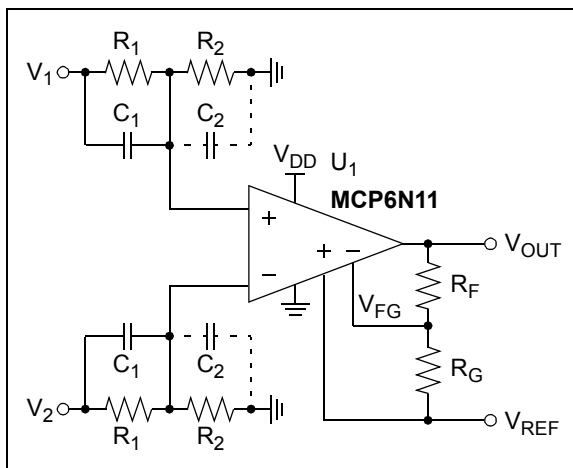 R1 R2
V1
C1 C2
VDD U1
MCP6N11
+
+ −
−
VOUT
RF
VFG
C1 C2
RG
V2
R1 R2
VREF